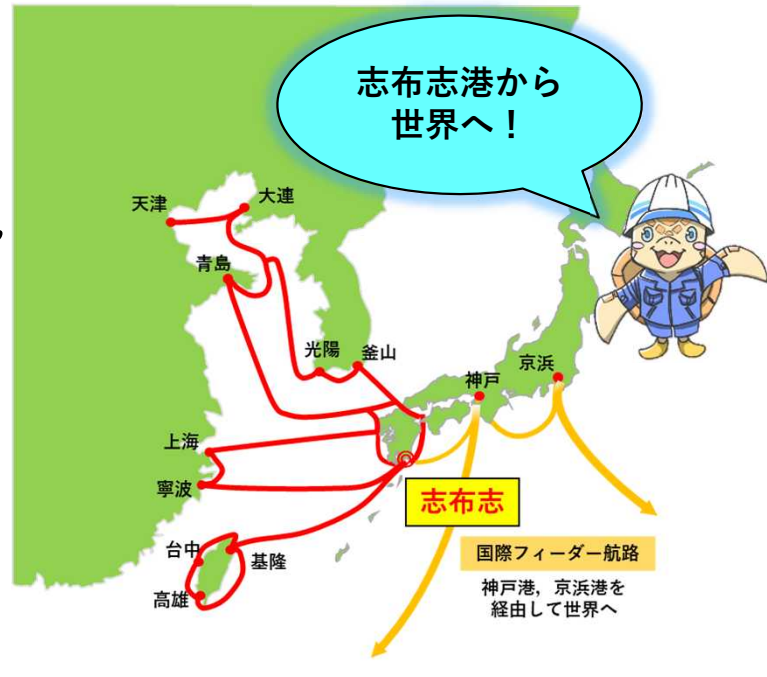 志布志港から
世界へ！
天津
大連
青島
光陽
釜山
神戸
京浜
上海
寧波
志布志
台中
基隆
高雄
国際フィーダー航路
神戸港，京浜港を
経由して世界へ